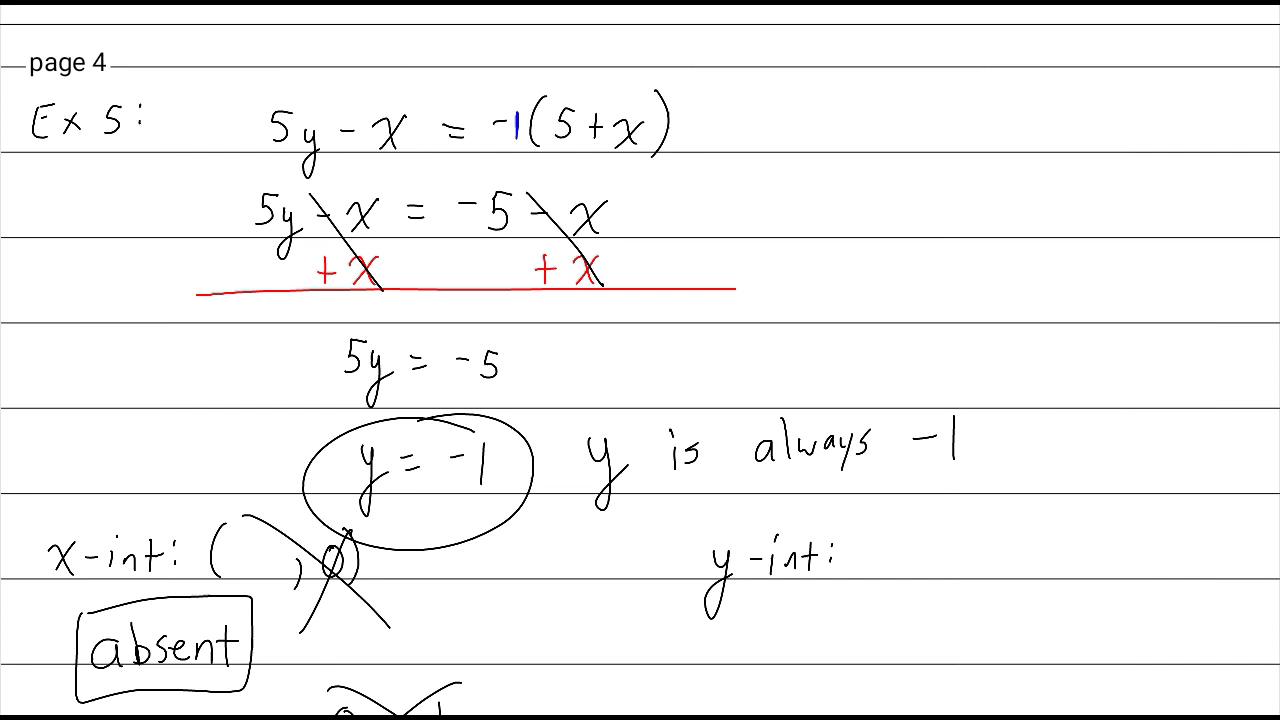 page 4
Ex 5: 5y - x = -1(5 + x)
5y - x = -5 - x
+ x + x
5y = -5
y = -1 y is always -1
x-int: ( , 0) y-int:
absent